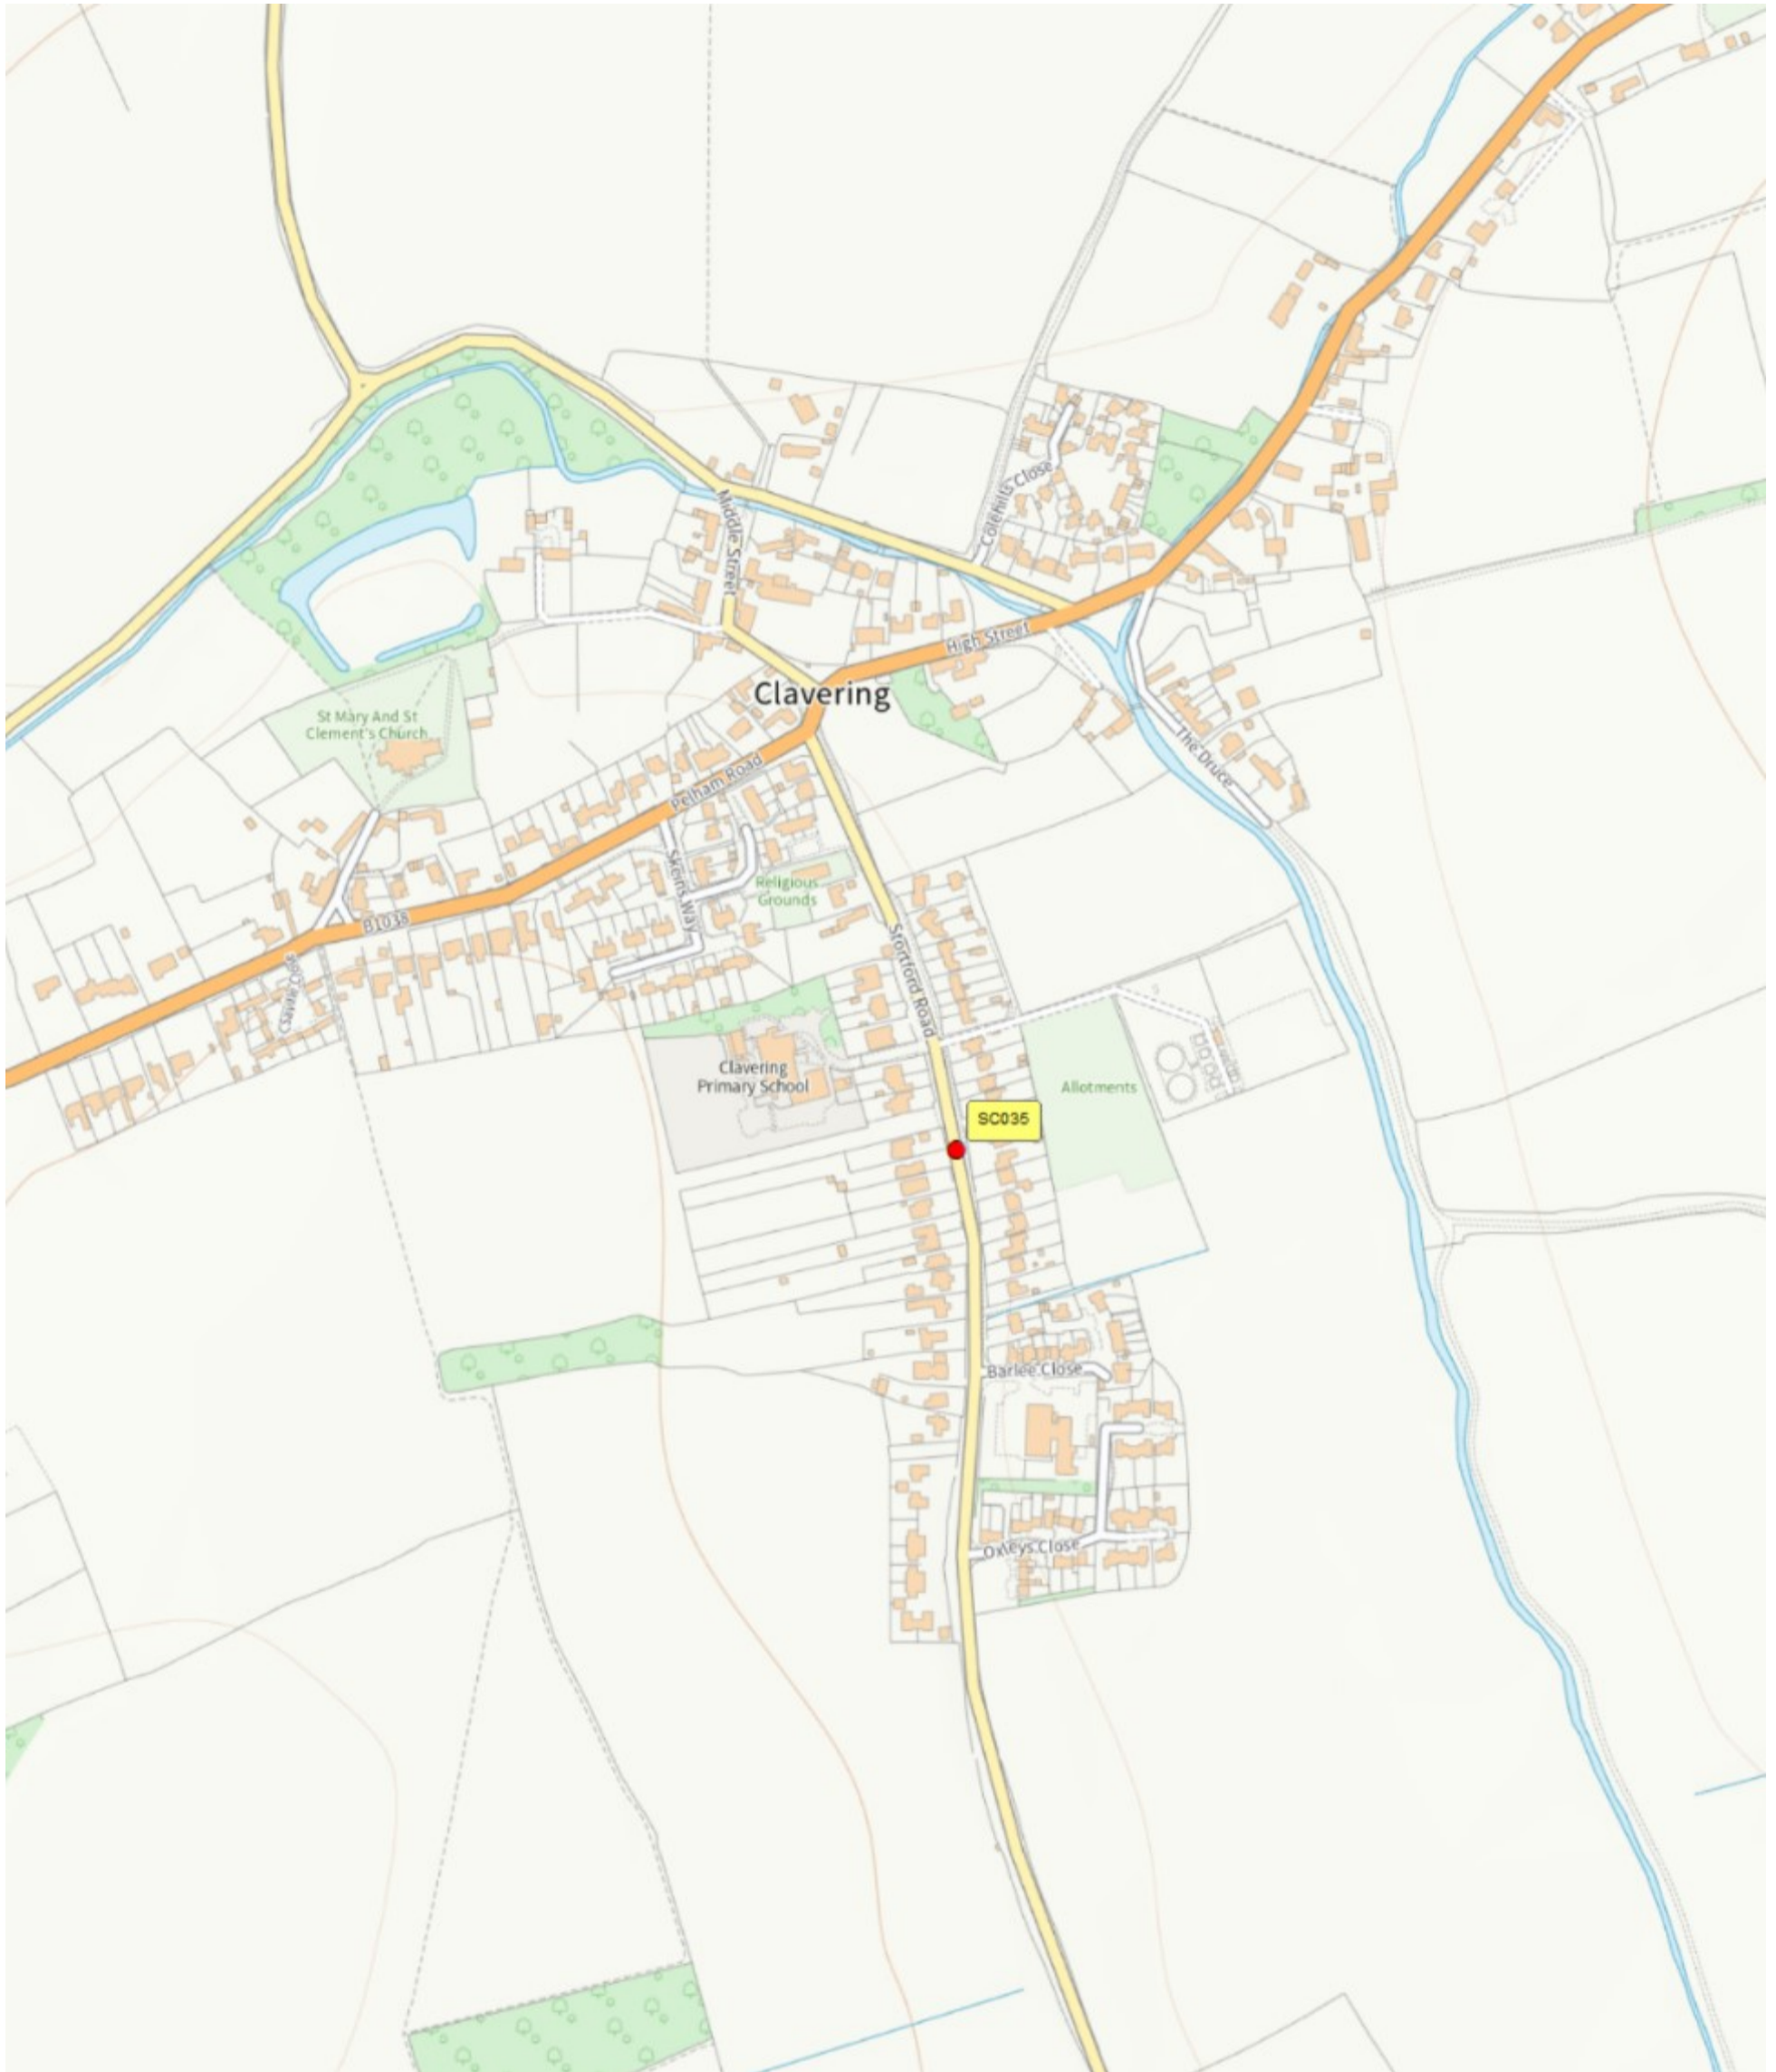 Colehills Close
Middle Street
High Street
Clavering
St Mary And St
Clement's Church
The Druce
Pelham Road
Skeins Way
Religious
Grounds
B1038
Stortford Road
Clavering
Primary School
Allotments
SC035
Barlee Close
Oxleys Close